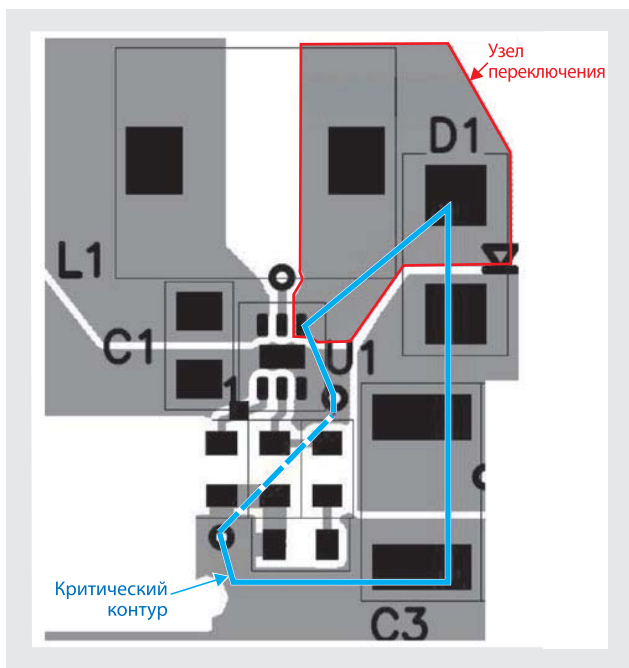 Узел
переключения
D1
L1
C1
U1
1
Критический
контур
C3